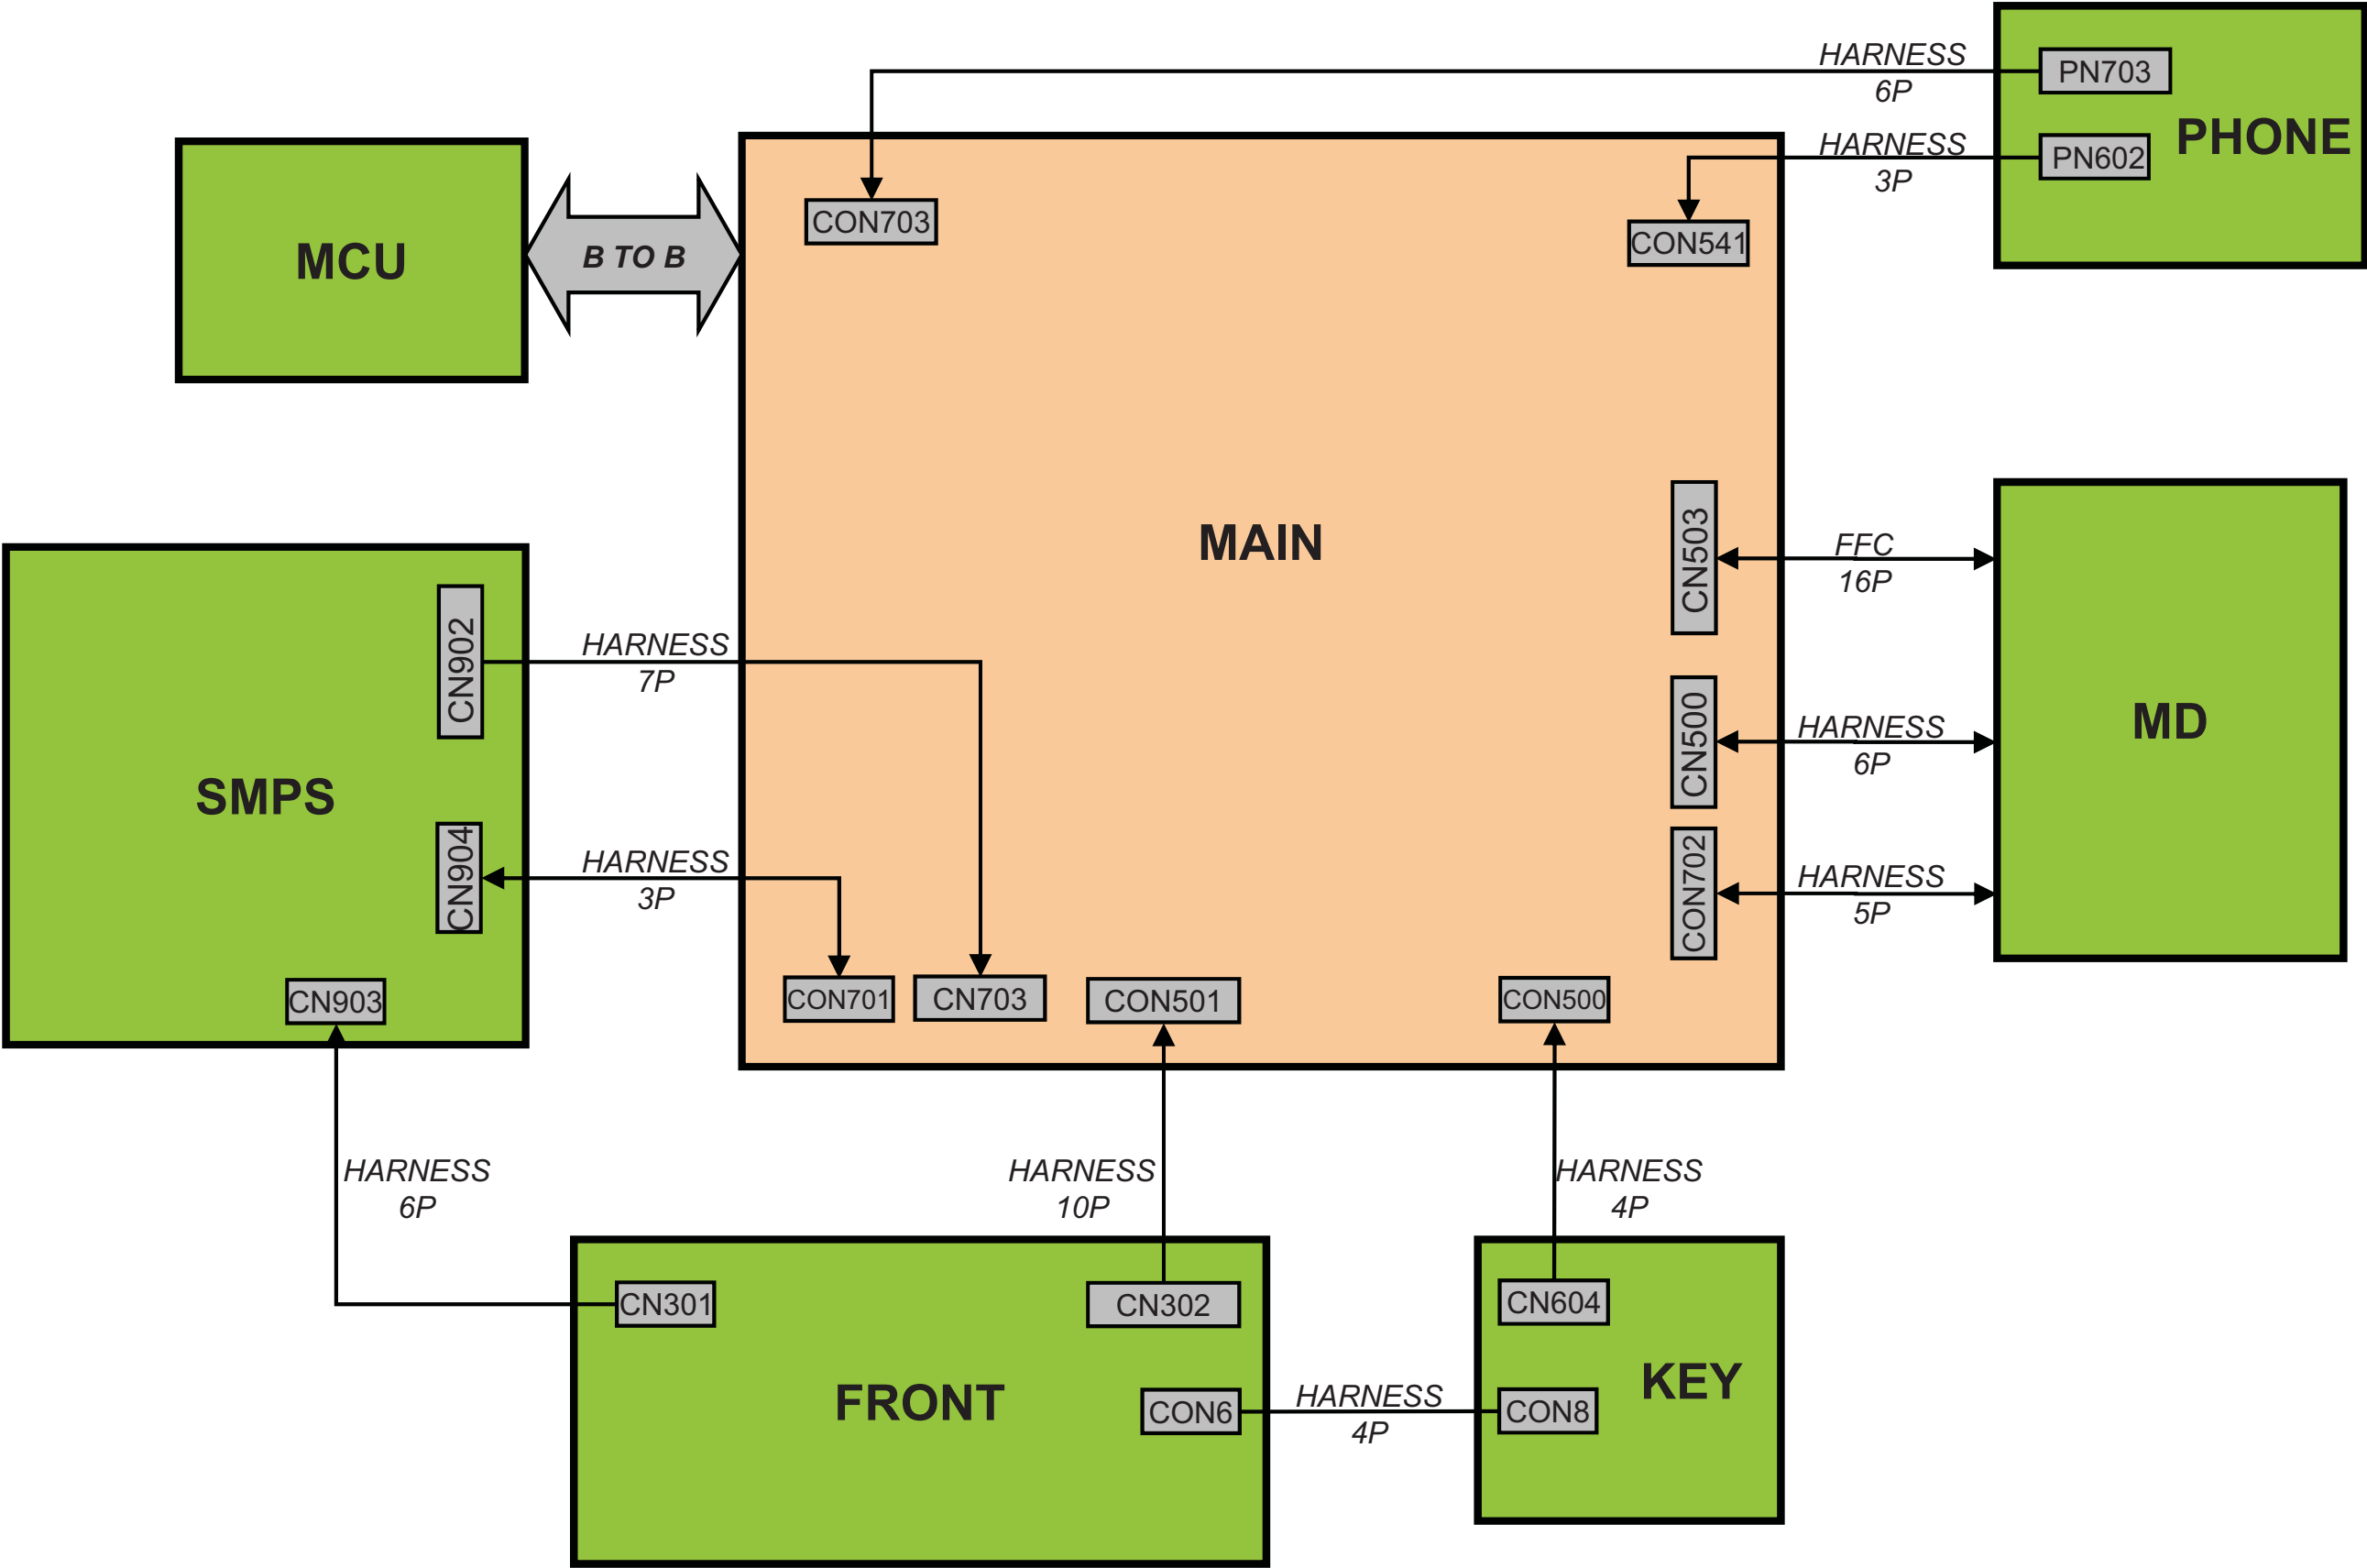 HARNESS
6P
PN703
PHONE
HARNESS
3P
PN602
CON703
CON541
MCU
B TO B
MAIN
CN503
FFC
16P
CN902
HARNESS
7P
CN500
HARNESS
6P
MD
SMPS
CN904
HARNESS
3P
CON702
HARNESS
5P
CN903
CON701
CN703
CON501
CON500
HARNESS
6P
HARNESS
10P
HARNESS
4P
CN301
CN302
CN604
FRONT
CON6
HARNESS
4P
CON8
KEY